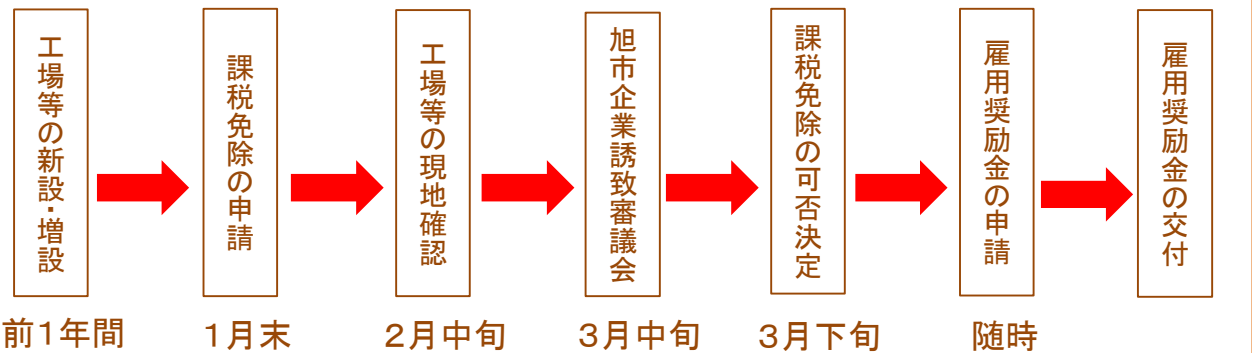 工場等の新設・増設
課税免除の申請
工場等の現地確認
旭市企業誘致審議会
課税免除の可否決定
雇用奨励金の申請
雇用奨励金の交付
前1年間
1月末
2月中旬
3月中旬
3月下旬
随時